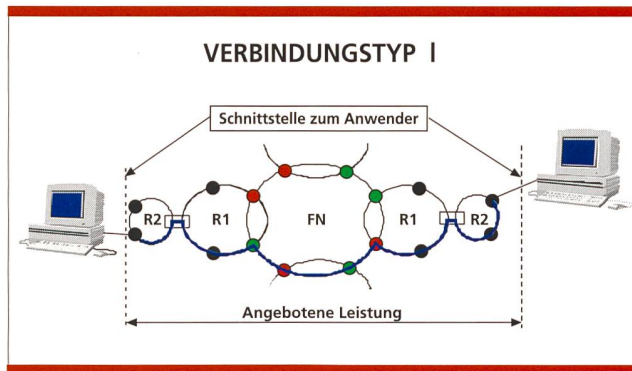 VERBINDUNGSTYP I
Schnittstelle zum Anwender
R2
R1
FN
R1
R2
Angebotene Leistung